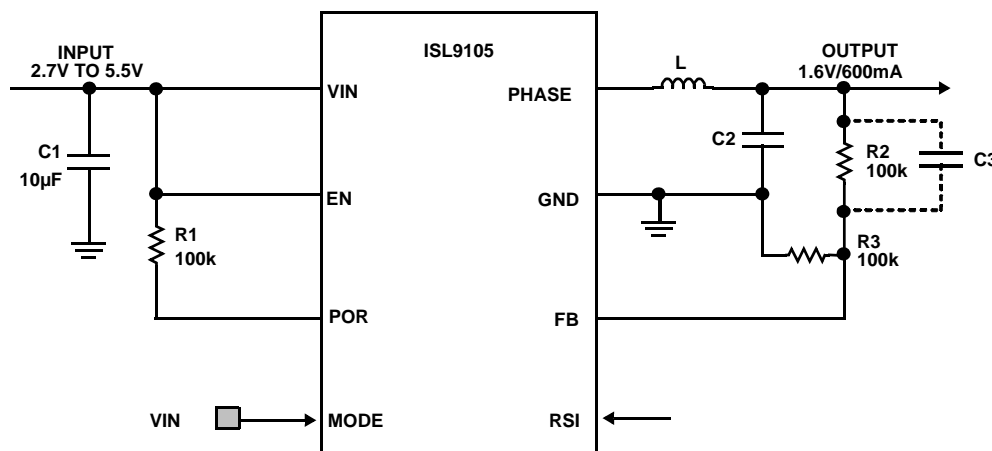 ISL9105
INPUT
2.7V TO 5.5V
OUTPUT
1.6V/600mA
VIN
PHASE
L
C1
10µF
C2
R2
100k
C3
EN
GND
R1
100k
R3
100k
POR
FB
VIN
MODE
RSI